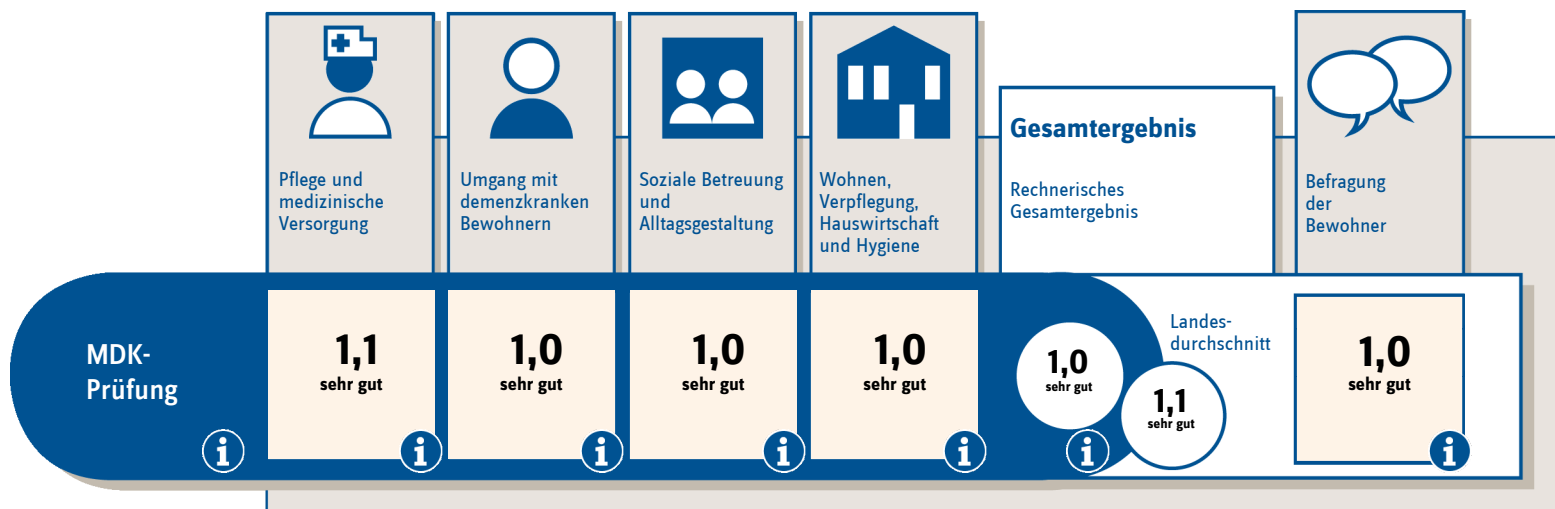 Pflege und
medizinische
Versorgung
Umgang mit
demenzkranken
Bewohnern
Soziale Betreuung
und
Alltagsgestaltung
Wohnen,
Verpflegung,
Hauswirtschaft
und Hygiene
Gesamtergebnis
Rechnerisches
Gesamtergebnis
Befragung
der
Bewohner
MDK-
Prüfung
i
1,1
sehr gut
i
1,0
sehr gut
i
1,0
sehr gut
i
1,0
sehr gut
i
1,0
sehr gut
i
Landes-
durchschnitt
1,1
sehr gut
1,0
sehr gut
i